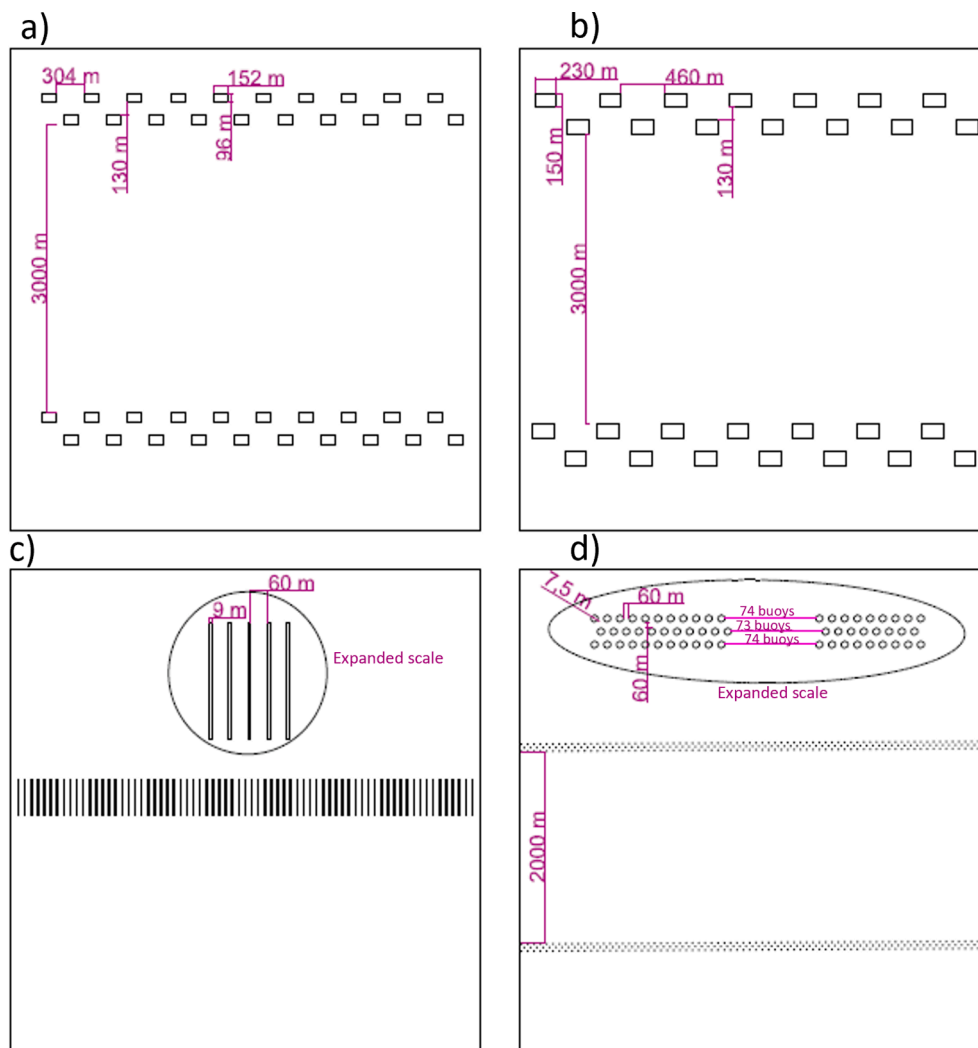 a)
304 m
152 m
96 m
130 m
3000 m
b)
230 m
460 m
150 m
130 m
3000 m
c)
60 m
9 m
Expanded scale
d)
7,5 m
60 m
74 buoys
73 buoys
74 buoys
60 m
Expanded scale
2000 m